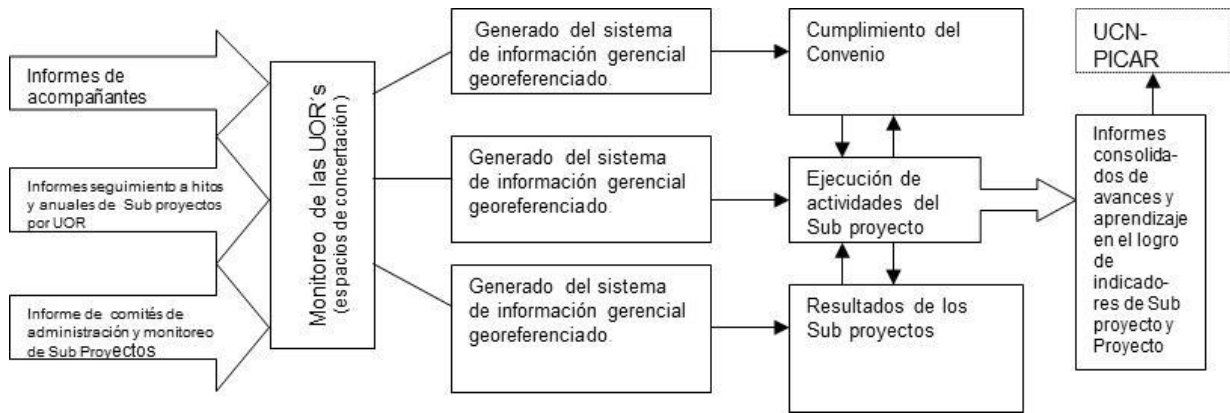 Informes de
acompañantes
Informes seguimiento a hitos
y anuales de Sub proyectos
por UOR
Informe de comités de
administración y monitoreo
de Sub Proyectos
Monitoreo de las UOR´s
(espacios de concertación )
Generado del sistema
de información gerencial
georeferenciado.
Generado del sistema
de información gerencial
georeferenciado.
Generado del sistema
de información gerencial
georeferenciado.
Cumplimiento del
Convenio
Ejecución de
actividades del
Sub proyecto
Resultados de los
Sub proyectos
UCN-
PICAR
Informes
consolida-
dos de
avances y
aprendizaje
en el logro
de
indicado-
res de Sub
proyecto y
Proyecto